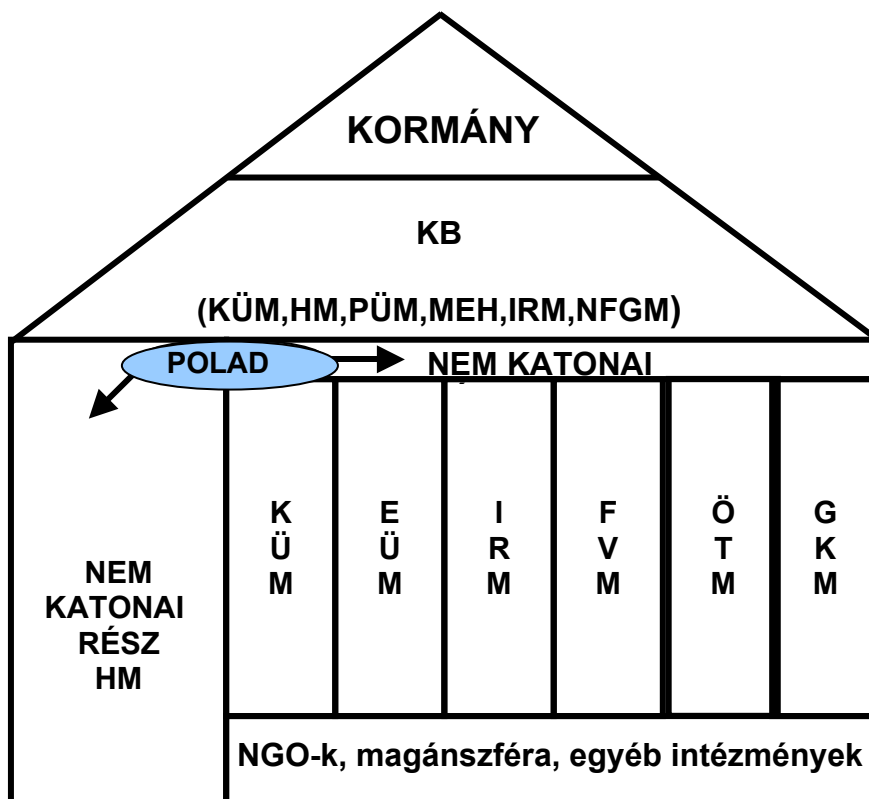 KORMÁNY
KB
(KÜM,HM,PÜM,MEH,IRM,NFGM)
POLAD
NEM KATONAI
K
Ü
M
E
Ü
M
I
R
M
F
V
M
Ö
T
M
G
K
M
NEM
KATONAI
RÉSZ
HM
NGO-k, magánszféra, egyéb intézmények